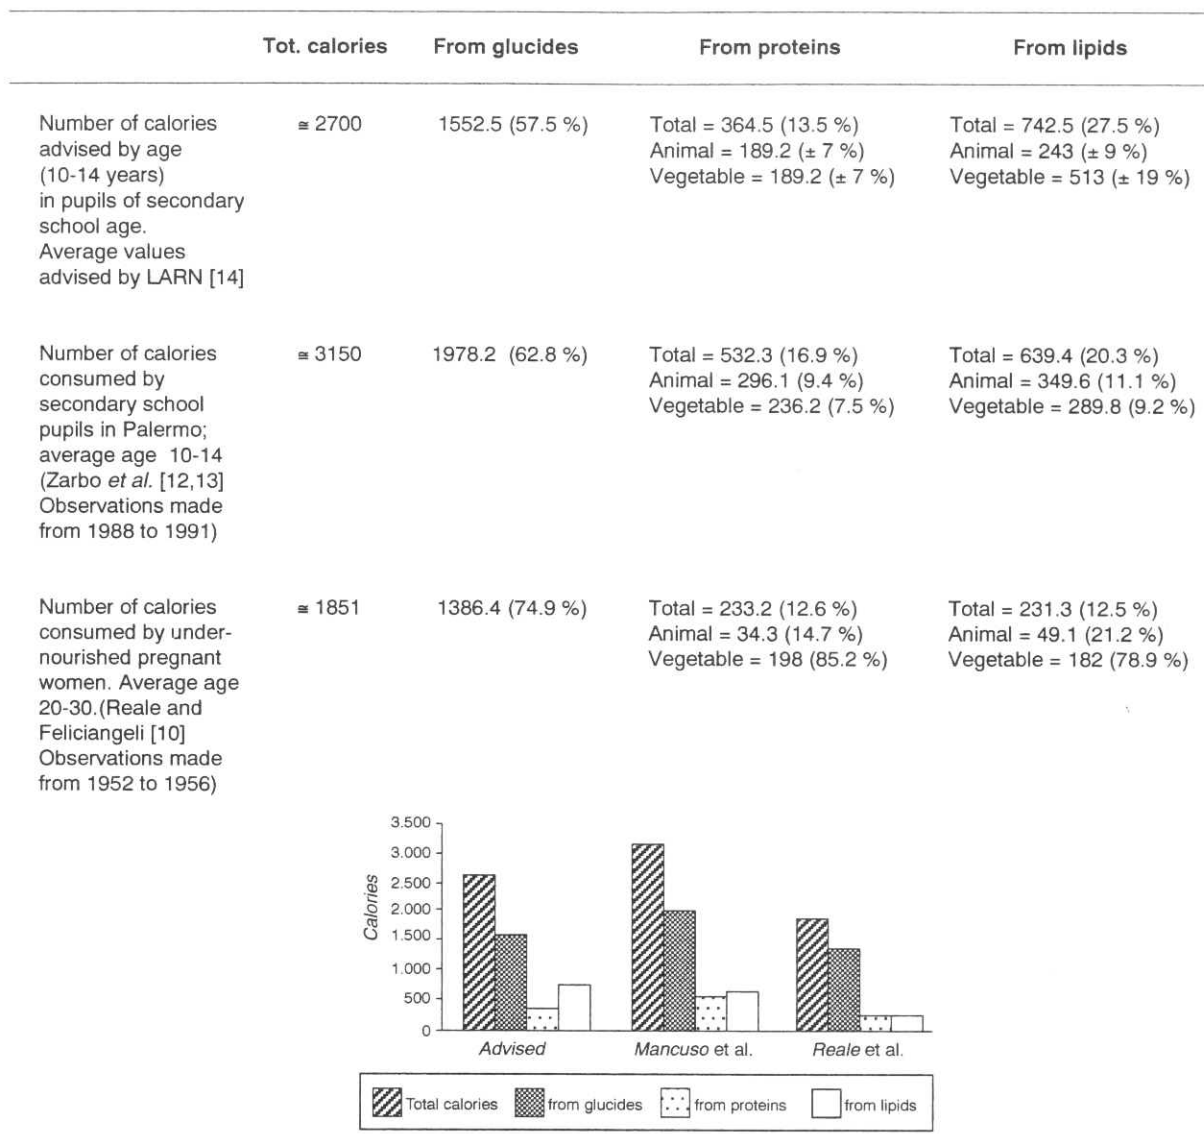 Tot. calories From glucides From proteins From lipids
Number of calories ≅ 2700 1552.5 (57.5 %) Total = 364.5 (13.5 %) Total = 742.5 (27.5 %)
advised by age Animal = 189.2 (± 7 %) Animal = 243 (± 9 %)
(10-14 years) Vegetable = 189.2 (± 7 %) Vegetable = 513 (± 19 %)
in pupils of secondary
school age.
Average values
advised by LARN [14]
Number of calories ≅ 3150 1978.2 (62.8 %) Total = 532.3 (16.9 %) Total = 639.4 (20.3 %)
consumed by Animal = 296.1 (9.4 %) Animal = 349.6 (11.1 %)
secondary school Vegetable = 236.2 (7.5 %) Vegetable = 289.8 (9.2 %)
pupils in Palermo;
average age 10-14
(Zarbo et al. [12,13]
Observations made
from 1988 to 1991)
Number of calories ≅ 1851 1386.4 (74.9 %) Total = 233.2 (12.6 %) Total = 231.3 (12.5 %)
consumed by under- Animal = 34.3 (14.7 %) Animal = 49.1 (21.2 %)
nourished pregnant Vegetable = 198 (85.2 %) Vegetable = 182 (78.9 %)
women. Average age
20-30.(Reale and
Feliciangeli [10]
Observations made
from 1952 to 1956)
Calories
3.500
3.000
2.500
2.000
1.500
1.000
500
0
Advised Mancuso et al. Reale et al.
Total calories from glucides from proteins from lipids